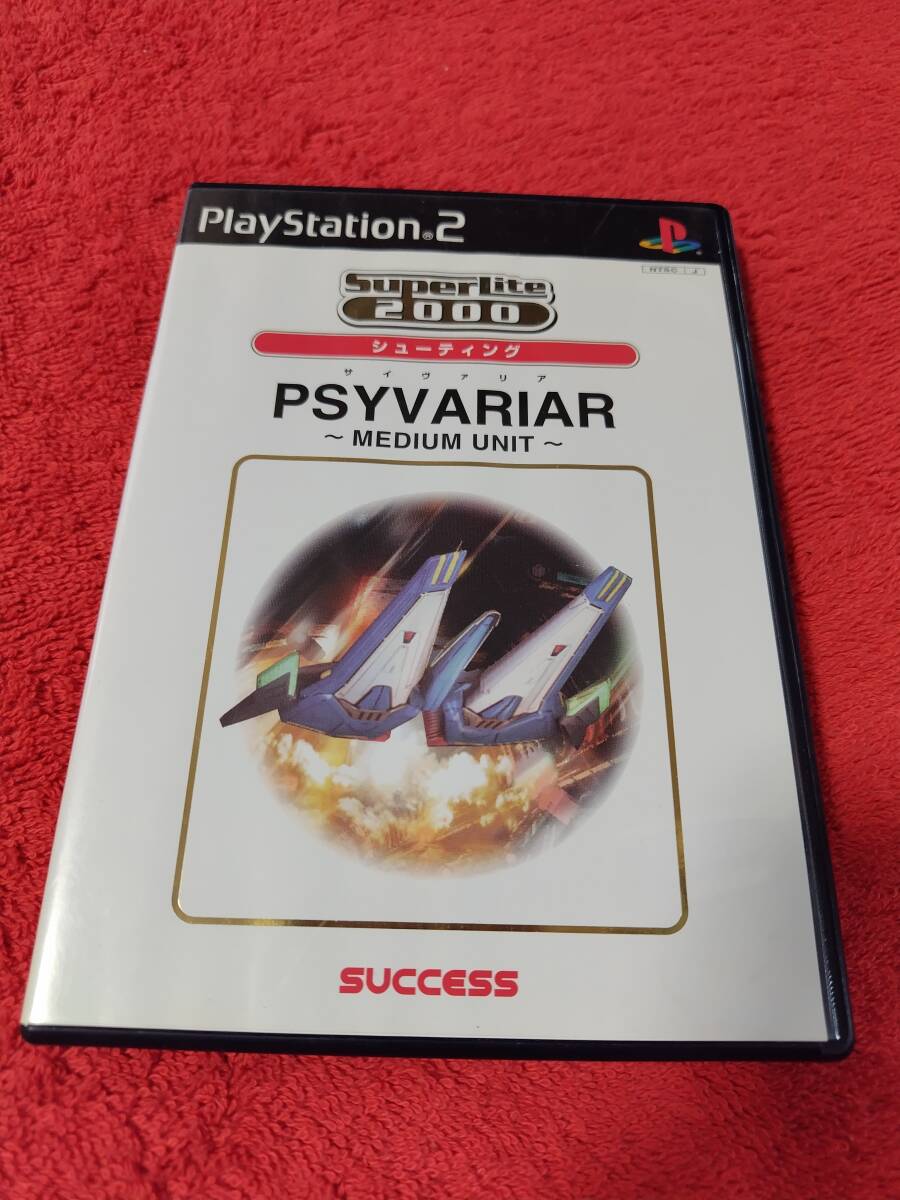 PlayStation®2
NTSC J
SuperLite
2000
シューティング
サイヴァリア
PSYVARIAR
～MEDIUM UNIT～
SUCCESS